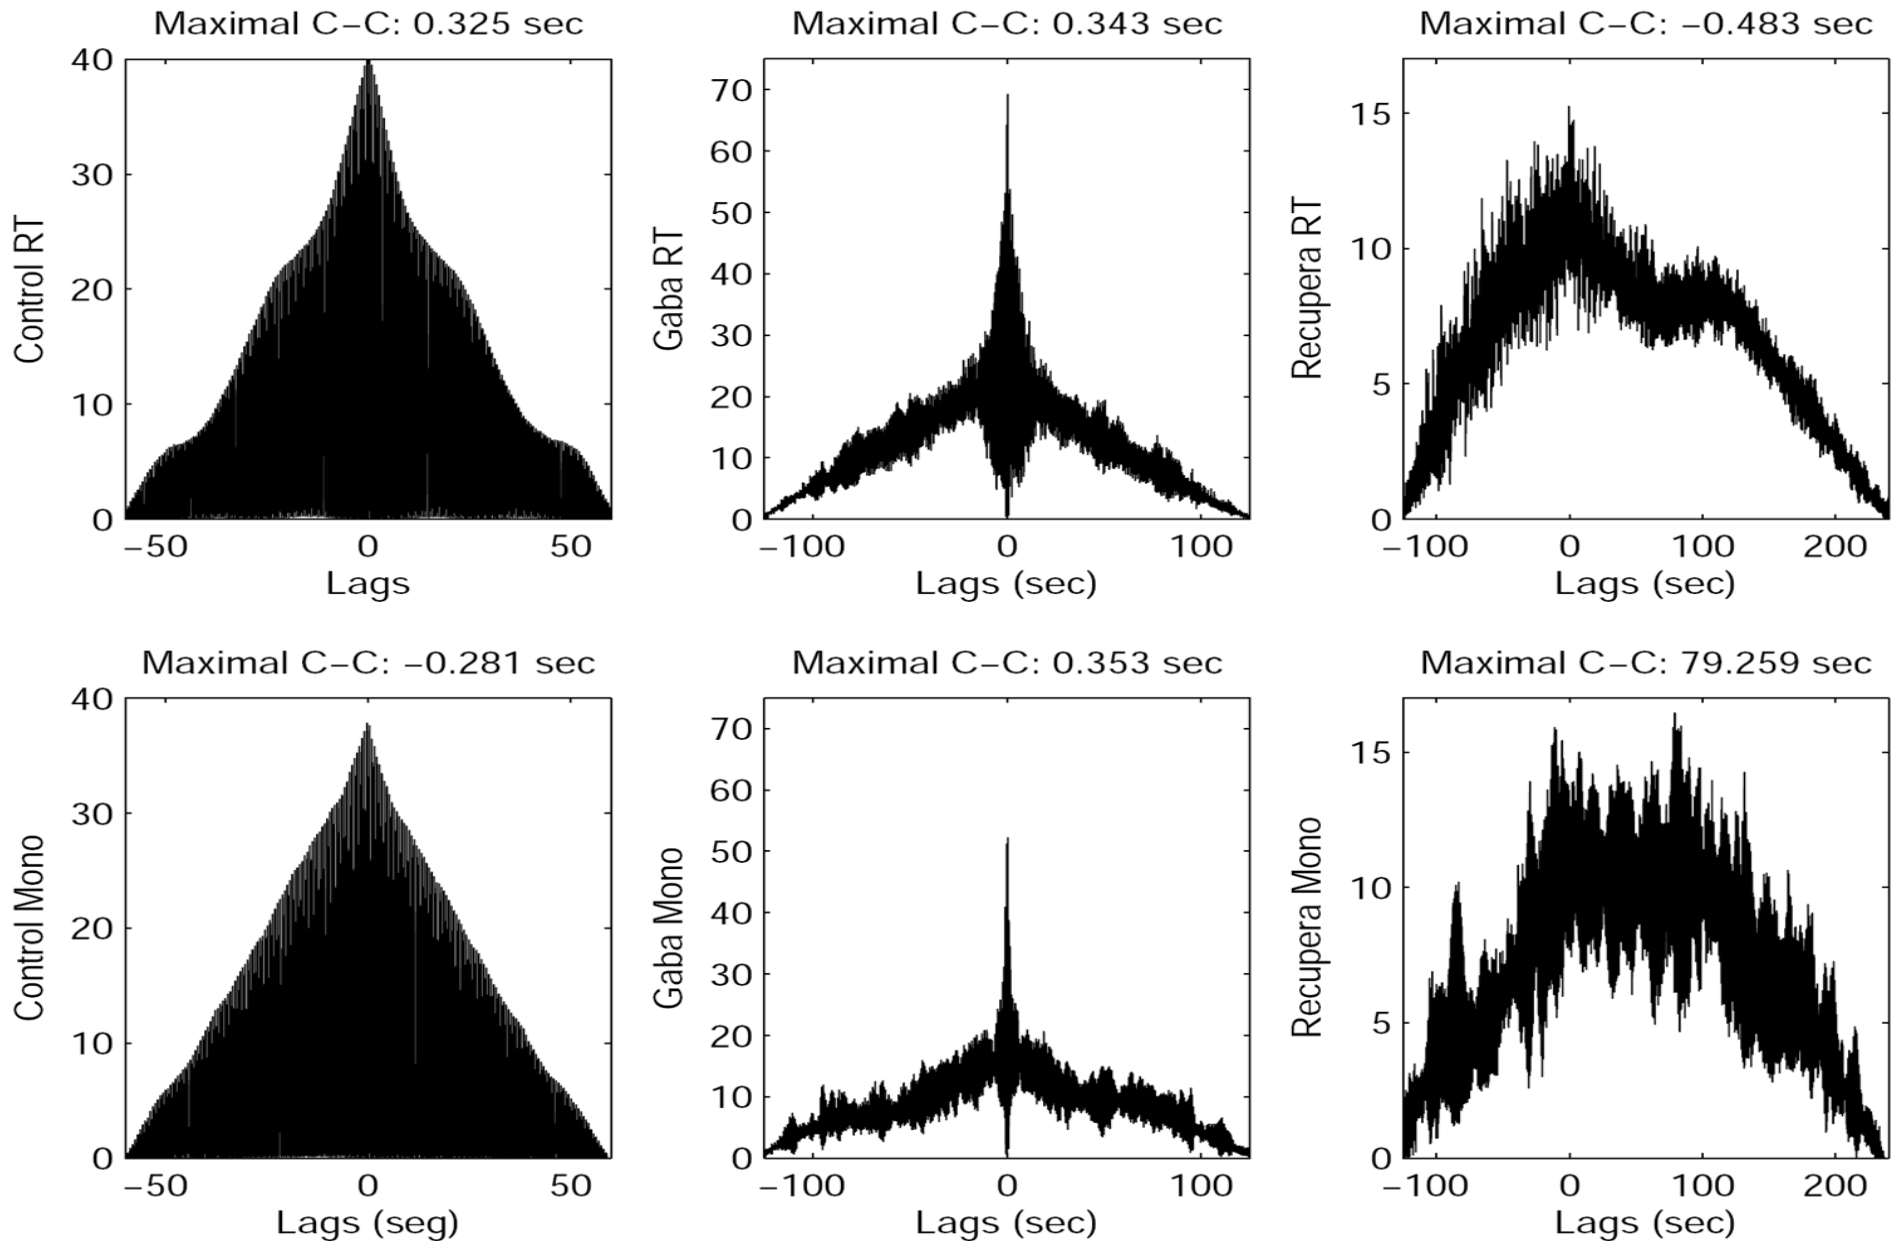 Maximal C–C: 0.325 sec
Control RT
40
30
20
10
0
–50 0 50
Lags
Maximal C–C: 0.343 sec
Gaba RT
70
60
50
40
30
20
10
0
–100 0 100
Lags (sec)
Maximal C–C: –0.483 sec
Recupera RT
15
10
5
0
–100 0 100 200
Lags (sec)
Maximal C–C: –0.281 sec
Control Mono
40
30
20
10
0
–50 0 50
Lags (seg)
Maximal C–C: 0.353 sec
Gaba Mono
70
60
50
40
30
20
10
0
–100 0 100
Lags (sec)
Maximal C–C: 79.259 sec
Recupera Mono
15
10
5
0
–100 0 100 200
Lags (sec)